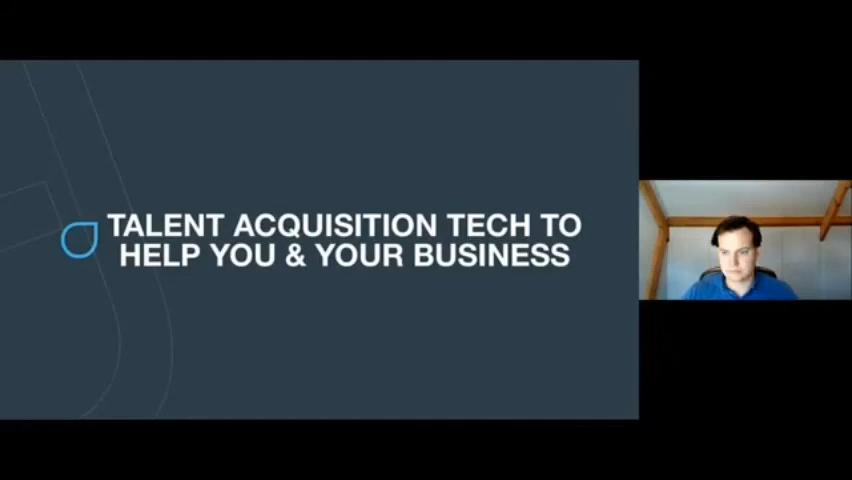 TALENT ACQUISITION TECH TO
HELP YOU & YOUR BUSINESS